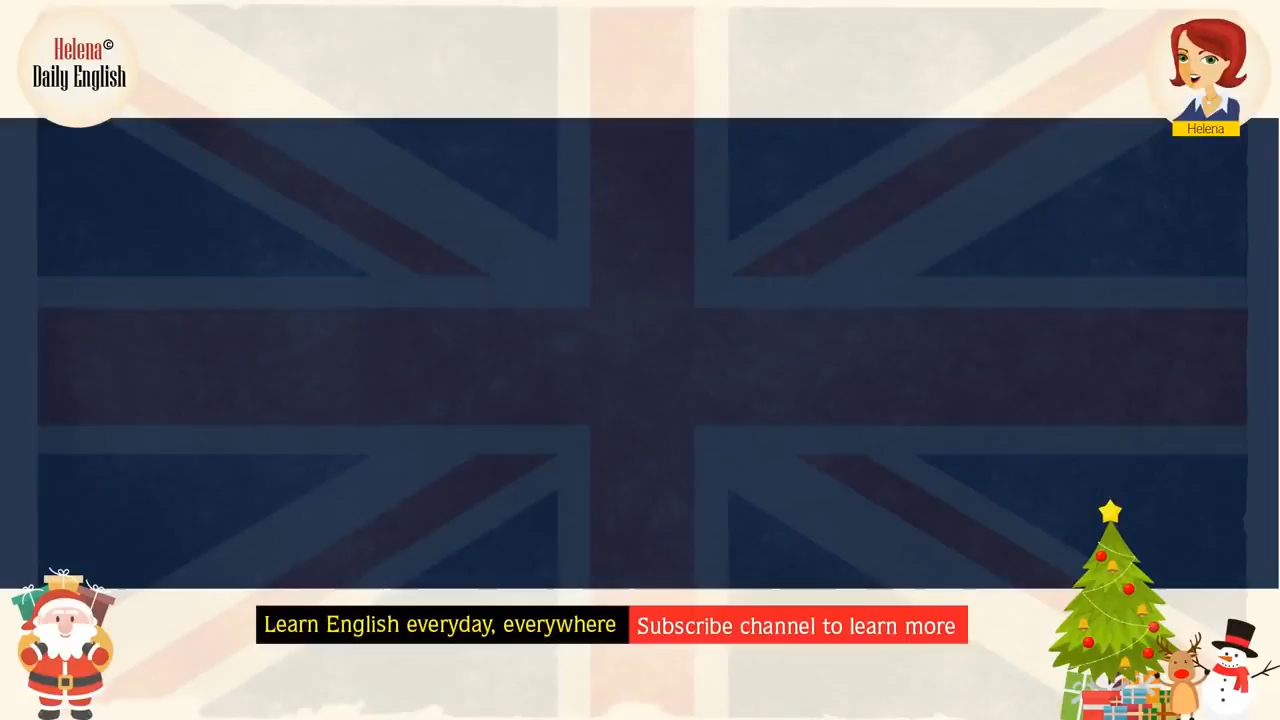 Helena©
Daily English
Helena
Learn English everyday, everywhere
Subscribe channel to learn more